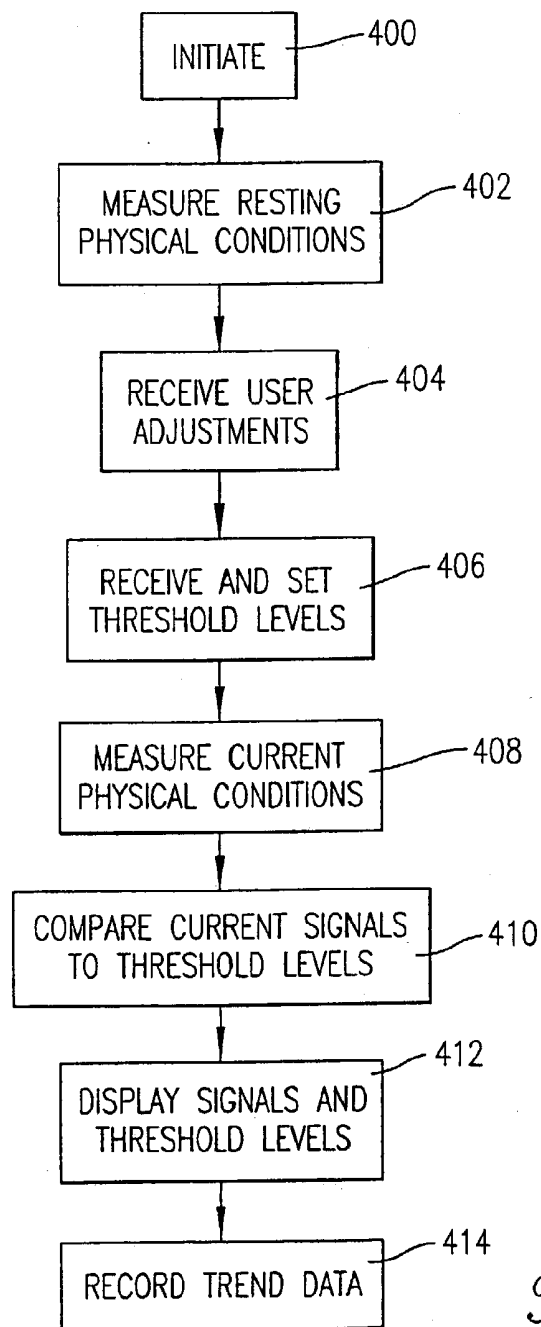 INITIATE
400
MEASURE RESTING
PHYSICAL CONDITIONS
402
RECEIVE USER
ADJUSTMENTS
404
RECEIVE AND SET
THRESHOLD LEVELS
406
MEASURE CURRENT
PHYSICAL CONDITIONS
408
COMPARE CURRENT SIGNALS
TO THRESHOLD LEVELS
410
DISPLAY SIGNALS AND
THRESHOLD LEVELS
412
RECORD TREND DATA
414